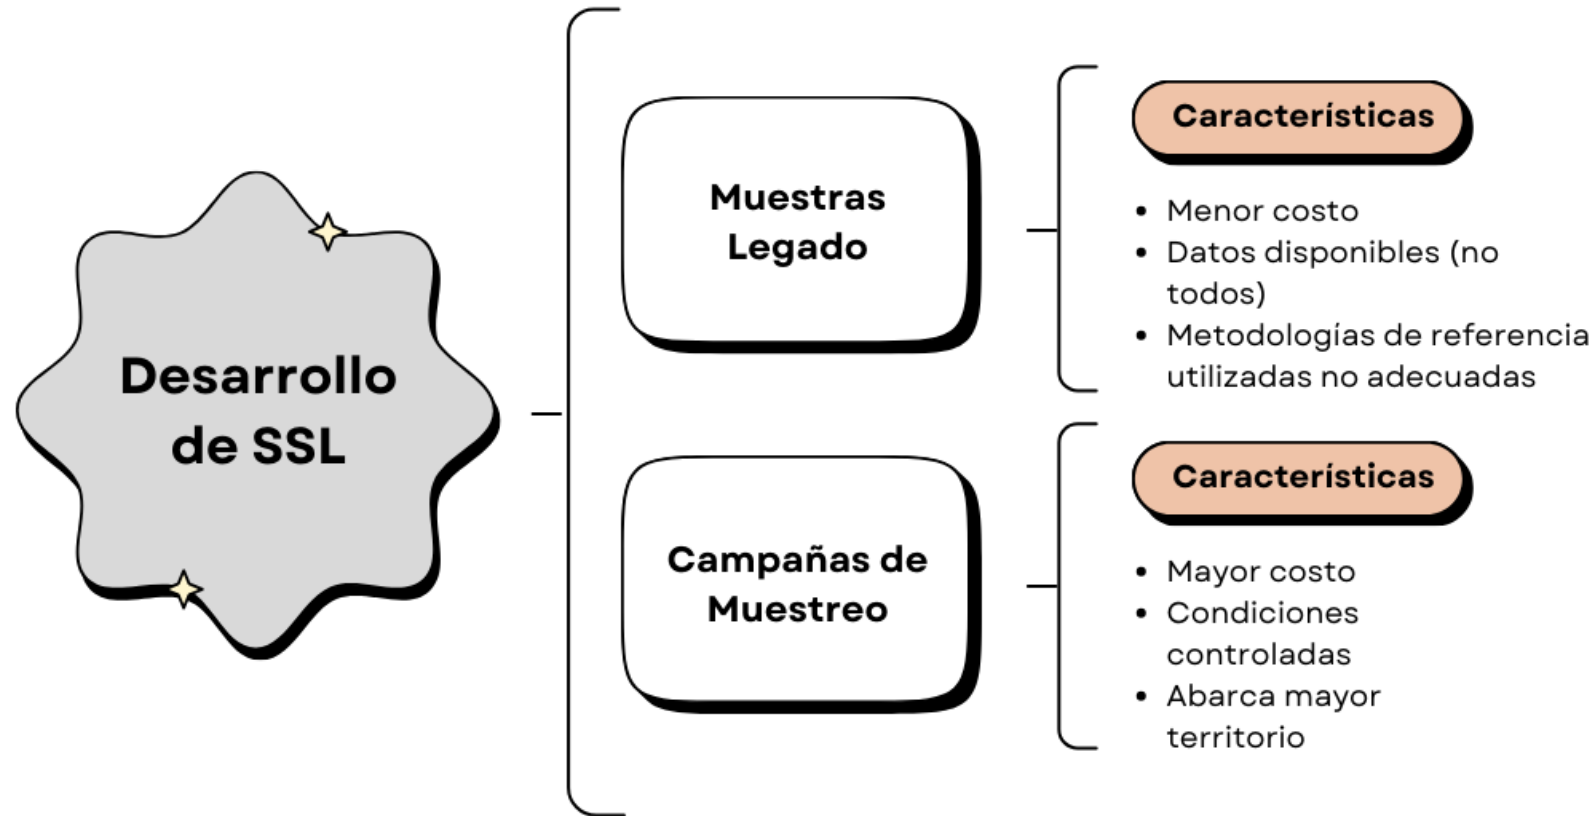 Desarrollo
de SSL
Muestras
Legado
Características
• Menor costo
• Datos disponibles (no
todos)
• Metodologías de referencia
utilizadas no adecuadas
Campañas de
Muestreo
Características
• Mayor costo
• Condiciones
controladas
• Abarca mayor
territorio